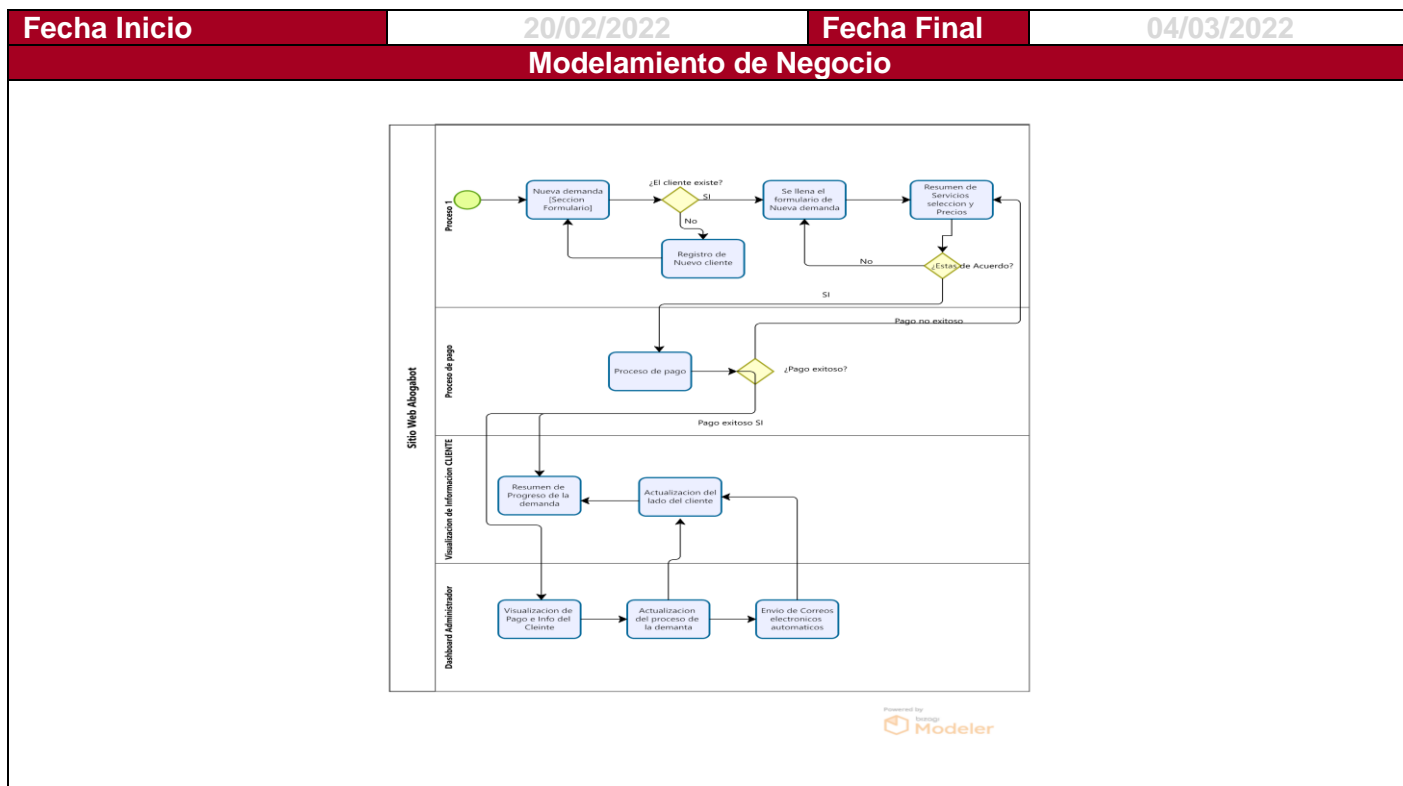 Fecha Inicio 20/02/2022 Fecha Final 04/03/2022
Modelamiento de Negocio
Sitio Web Abogabot
Proceso 1
Nueva demanda
[Seccion
Formulario]
¿El cliente existe?
SI
No
Registro de
Nuevo cliente
Se llena el
formulario de
Nueva demanda
Resumen de
Servicios
seleccion y
Precios
¿Estas de Acuerdo?
No
SI
Proceso de pago
Proceso de pago
¿Pago exitoso?
Pago no exitoso
Pago exitoso SI
Visualizacion de Informacion CLIENTE
Resumen de
Progreso de la
demanda
Actualizacion del
lado del cliente
Dashboard Administrador
Visualizacion de
Pago e Info del
Cleinte
Actualizacion
del proceso de
la demanta
Envio de Correos
electronicos
automaticos
Powered by
bizagi
Modeler